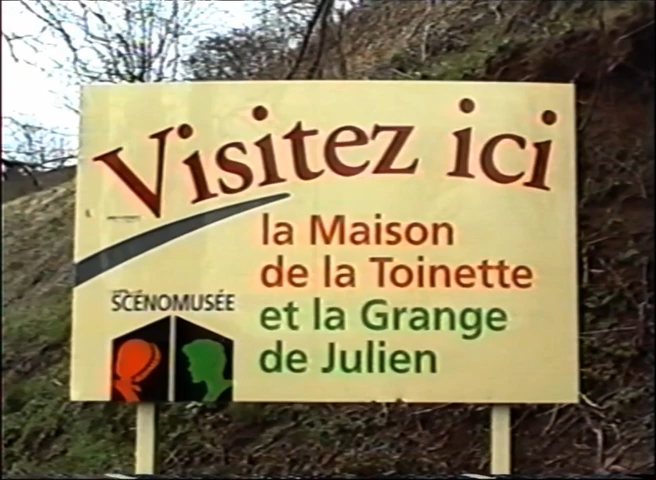 Visitez ici
la Maison
de la Toinette
et la Grange
de Julien
SCÉNOMUSÉE